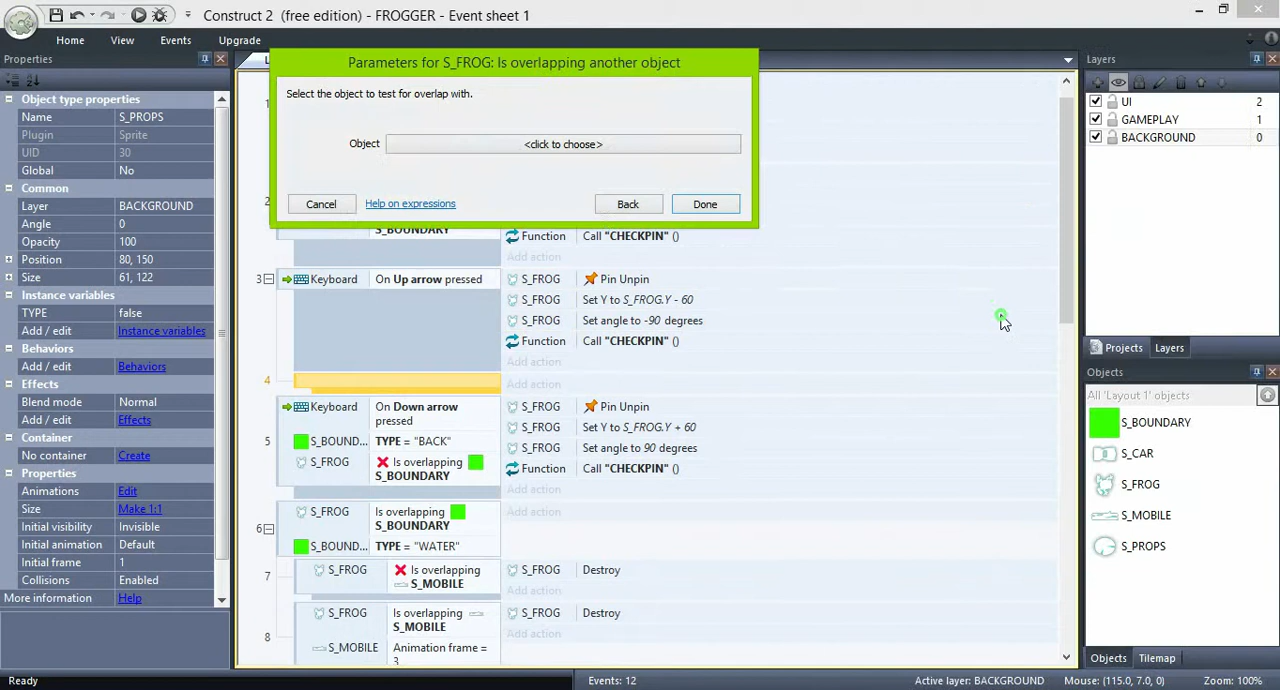 Construct 2 (free edition) - FROGGER - Event sheet 1
Home View Events Upgrade
Properties
Object type properties
Name S_PROPS
Plugin Sprite
UID 30
Global No
Common
Layer BACKGROUND
Angle 0
Opacity 100
Position 80, 150
Size 61, 122
Instance variables
TYPE false
Add / edit Instance variables
Behaviors
Add / edit Behaviors
Effects
Blend mode Normal
Add / edit Effects
Container
No container Create
Properties
Animations Edit
Size Make 1:1
Initial visibility Invisible
Initial animation Default
Initial frame 1
Collisions Enabled
More information Help
Parameters for S_FROG: Is overlapping another object
Select the object to test for overlap with.
Object <click to choose>
Cancel Help on expressions Back Done
1
2
S_BOUNDARY
Function Call "CHECKPIN" ()
Add action
3 Keyboard On Up arrow pressed
S_FROG Pin Unpin
S_FROG Set Y to S_FROG.Y - 60
S_FROG Set angle to -90 degrees
Function Call "CHECKPIN" ()
Add action
4 Add action
5 Keyboard On Down arrow pressed
S_BOUND... TYPE = "BACK"
S_FROG Is overlapping
S_BOUNDARY
S_FROG Pin Unpin
S_FROG Set Y to S_FROG.Y + 60
S_FROG Set angle to 90 degrees
Function Call "CHECKPIN" ()
Add action
6 S_FROG Is overlapping
S_BOUNDARY
S_BOUND... TYPE = "WATER"
Add action
7 S_FROG Is overlapping
S_MOBILE
S_FROG Destroy
Add action
8 S_FROG Is overlapping
S_MOBILE
S_MOBILE Animation frame =
3
S_FROG Destroy
Add action
Layers
UI 2
GAMEPLAY 1
BACKGROUND 0
Projects Layers
Objects
All 'Layout 1' objects
S_BOUNDARY
S_CAR
S_FROG
S_MOBILE
S_PROPS
Objects Tilemap
Ready Events: 12 Active layer: BACKGROUND Mouse: (115.0, 7.0, 0) Zoom: 100%